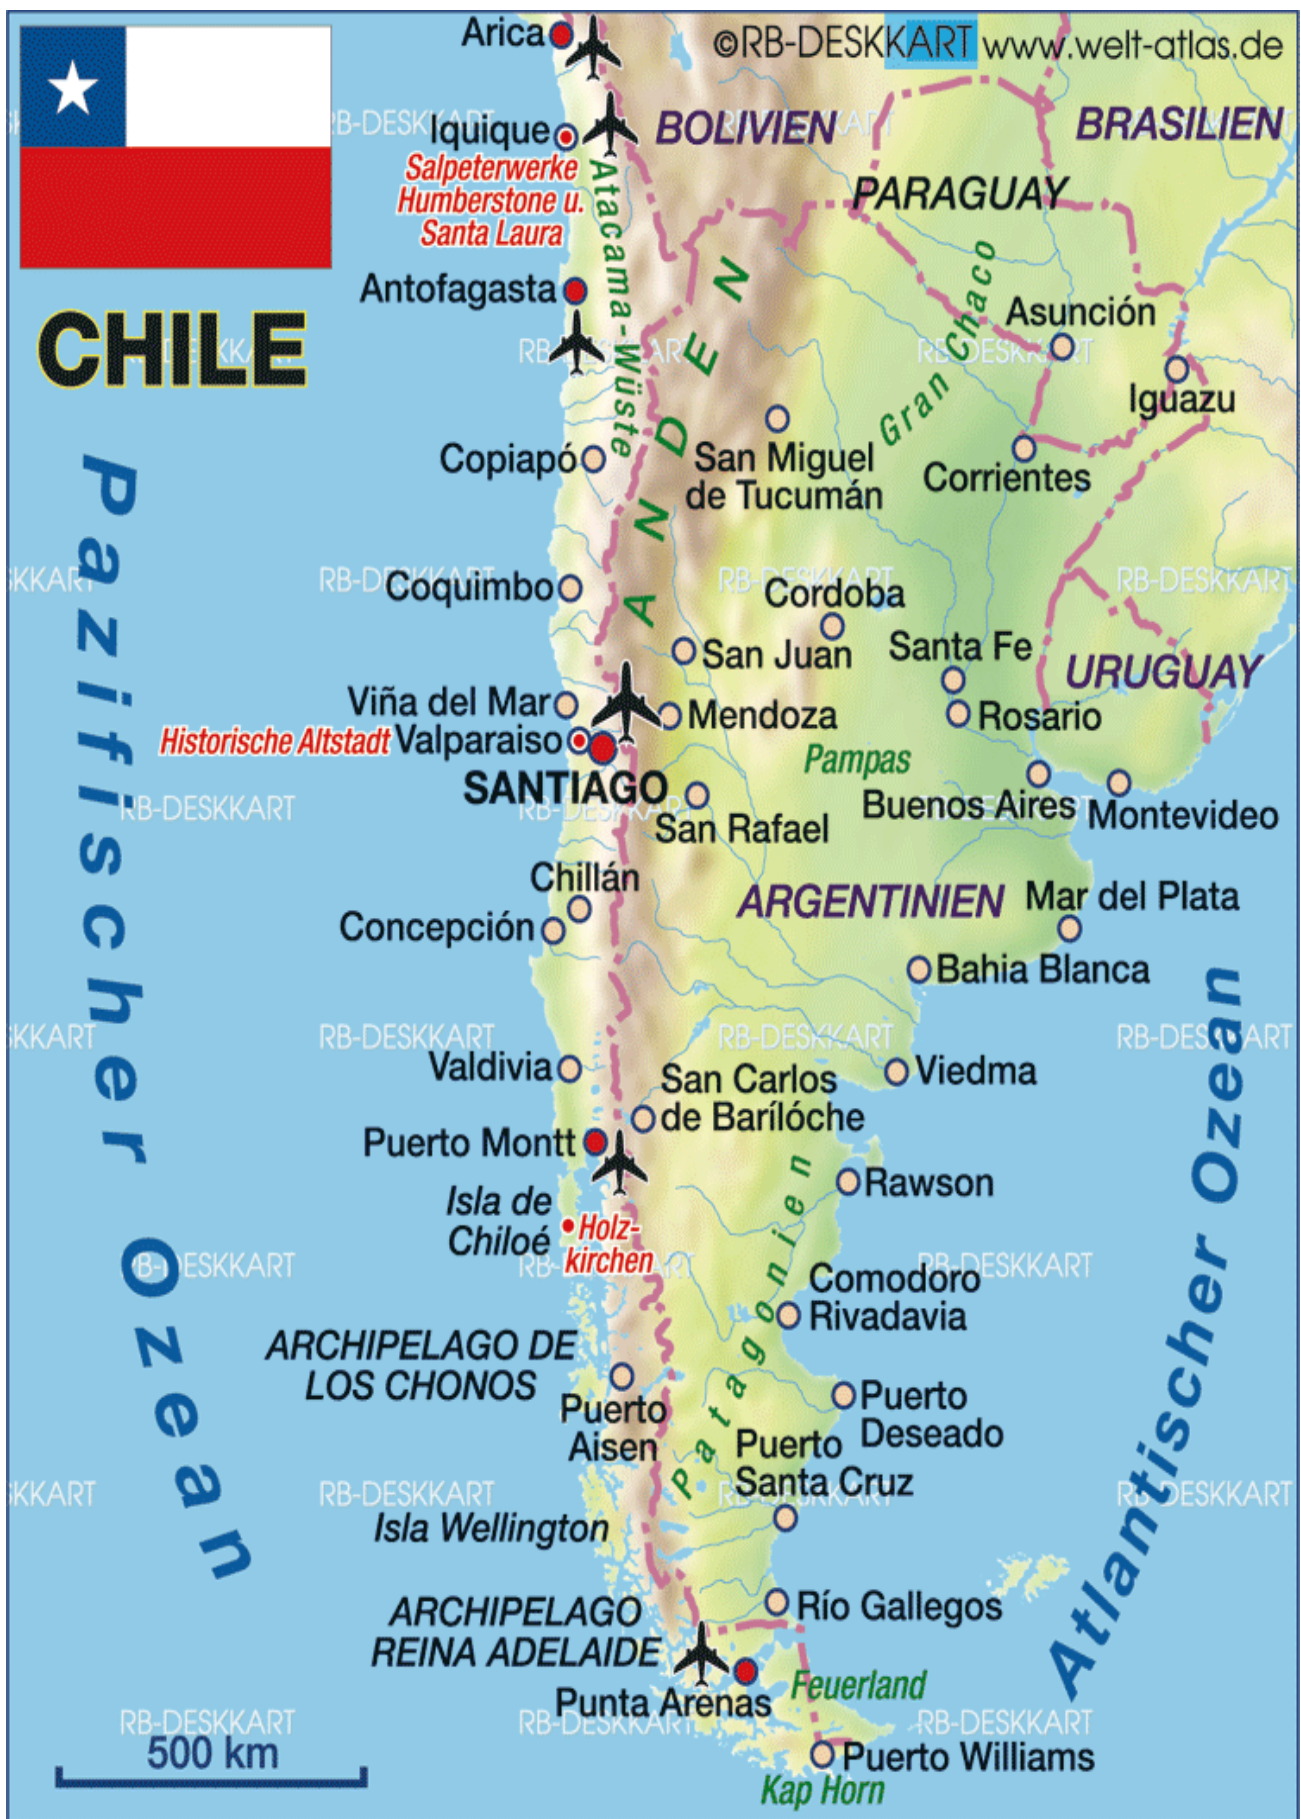 Arica
©RB-DESKKART www.welt-atlas.de
Iquique
BOLIVIEN
BRASILIEN
Salpeterwerke
Humberstone u.
Santa Laura
PARAGUAY
Atacama-Wüste
Antofagasta
Gran Chaco
Asunción
CHILE
Iguazu
ANDEN
Copiapó
San Miguel
de Tucumán
Corrientes
Pazifischer Ozean
Coquimbo
Cordoba
San Juan
Santa Fe
URUGUAY
Viña del Mar
Mendoza
Rosario
Historische Altstadt
Valparaiso
SANTIAGO
Pampas
San Rafael
Buenos Aires
Montevideo
Chillán
ARGENTINIEN
Mar del Plata
Concepción
Bahia Blanca
Valdivia
San Carlos
de Barílóche
Viedma
Puerto Montt
Rawson
Isla de
Chiloé
Holz-
kirchen
Patagonien
Comodoro
Rivadavia
Atlantischer Ozean
ARCHIPELAGO DE
LOS CHONOS
Puerto
Aisen
Puerto
Deseado
Puerto
Santa Cruz
Isla Wellington
ARCHIPELAGO
REINA ADELAIDE
Río Gallegos
Punta Arenas
Feuerland
500 km
Puerto Williams
Kap Horn
RB-DESKKART